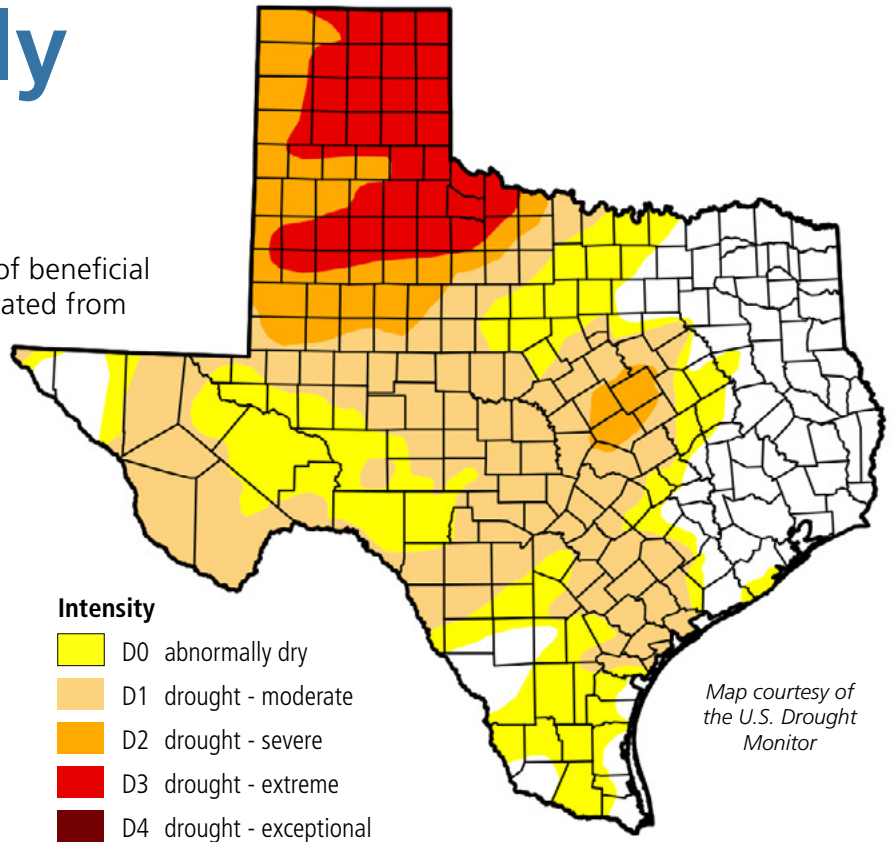 ly
of beneficial
ated from
Intensity
D0 abnormally dry
D1 drought - moderate
D2 drought - severe
D3 drought - extreme
D4 drought - exceptional
Map courtesy of
the U.S. Drought
Monitor